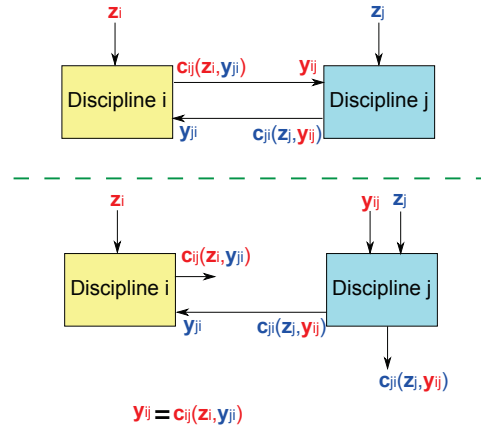 zi zj
cij(zi,yji) yij
Discipline i Discipline j
yji cji(zj,yij)
zi yij zj
cij(zi,yji)
Discipline i Discipline j
yji cji(zj,yij)
cji(zj,yij)
yij = cij(zi,yji)